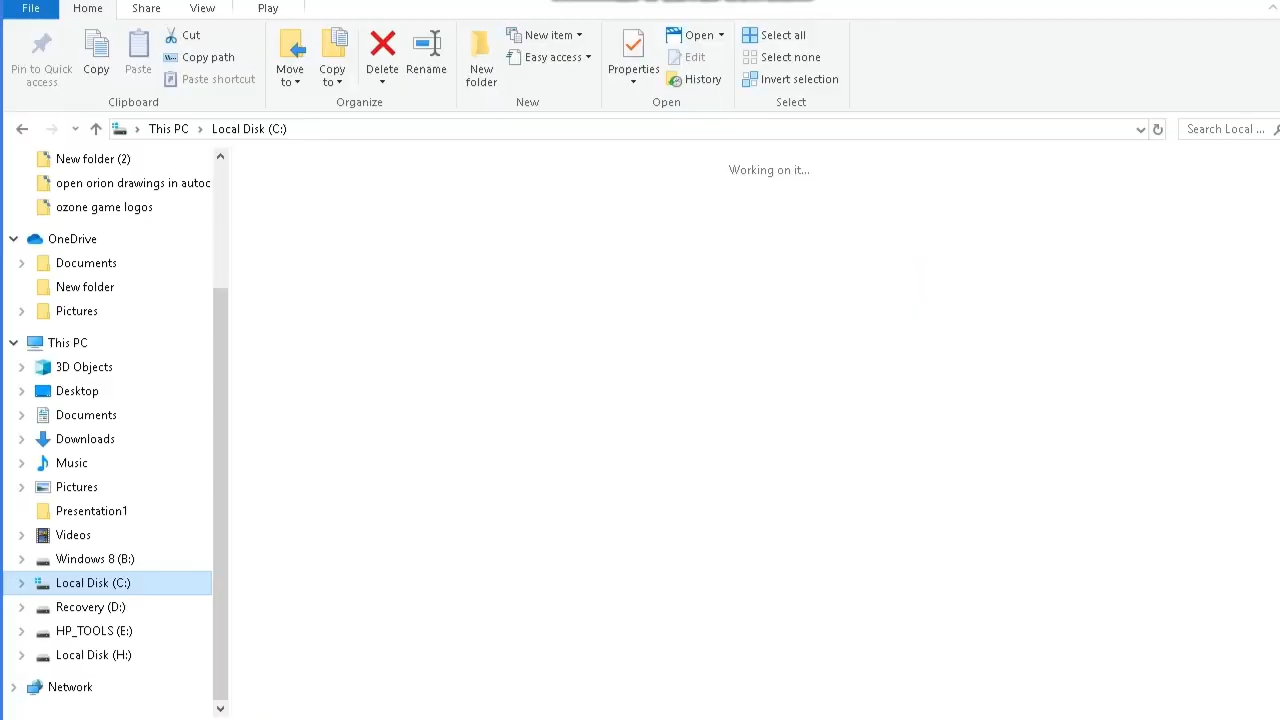 File
Home
Share
View
Play
Pin to Quick
access
Copy
Paste
Cut
Copy path
Paste shortcut
Clipboard
Move
to
Copy
to
Delete
Rename
Organize
New
folder
New item
Easy access
New
Properties
Open
Edit
History
Open
Select all
Select none
Invert selection
Select
This PC
Local Disk (C:)
Search Local ...
New folder (2)
open orion drawings in autoc
ozone game logos
OneDrive
Documents
New folder
Pictures
This PC
3D Objects
Desktop
Documents
Downloads
Music
Pictures
Presentation1
Videos
Windows 8 (B:)
Local Disk (C:)
Recovery (D:)
HP_TOOLS (E:)
Local Disk (H:)
Network
Working on it...